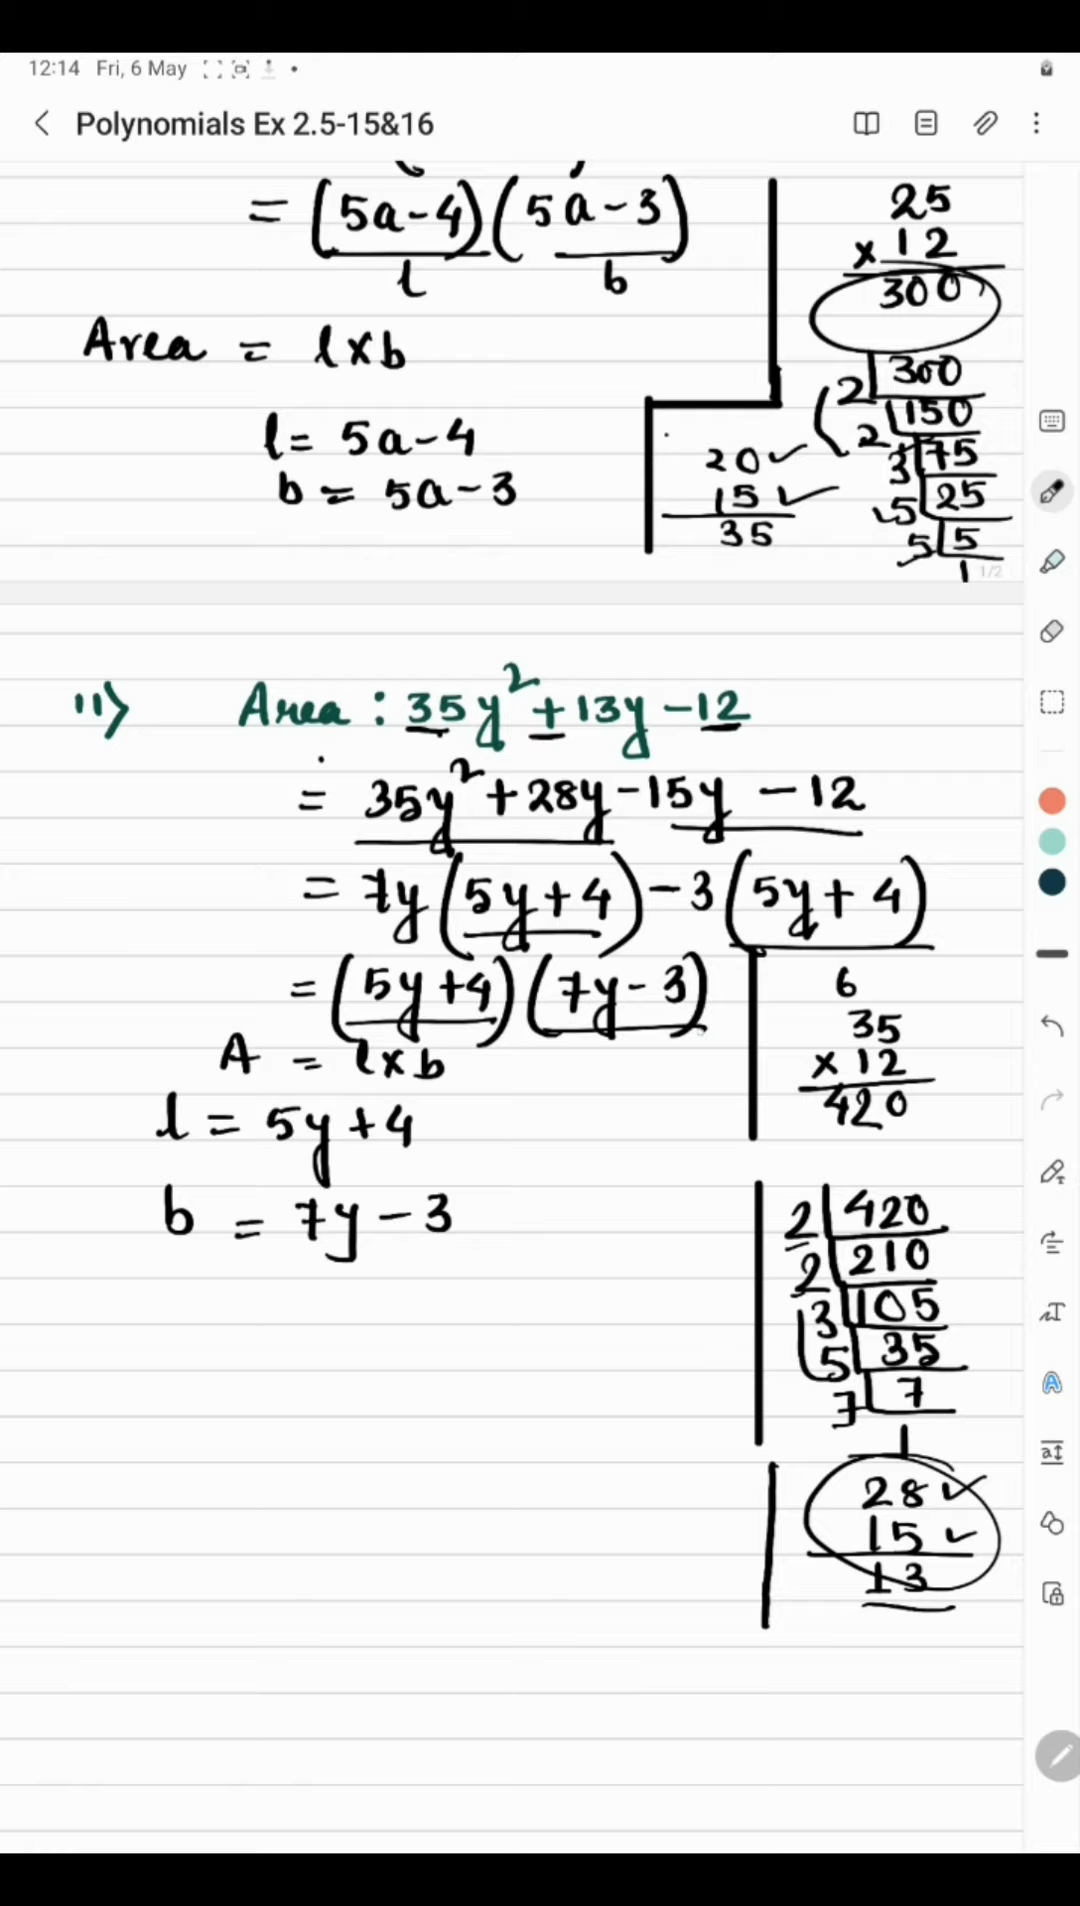 12:14 Fri, 6 May
Polynomials Ex 2.5-15&16
= (5a-4)(5a-3)
l b
Area = l×b
l = 5a-4
b = 5a-3
25
×12
300
2 300
2 150
3 75
5 25
5 5
1
20
15
35
1/2
11) Area : 35y²+13y-12
= 35y²+28y-15y-12
= 7y(5y+4)-3(5y+4)
= (5y+4)(7y-3)
A = l×b
l = 5y+4
b = 7y-3
6
35
×12
420
2 420
2 210
3 105
5 35
7 7
1
28
15
13